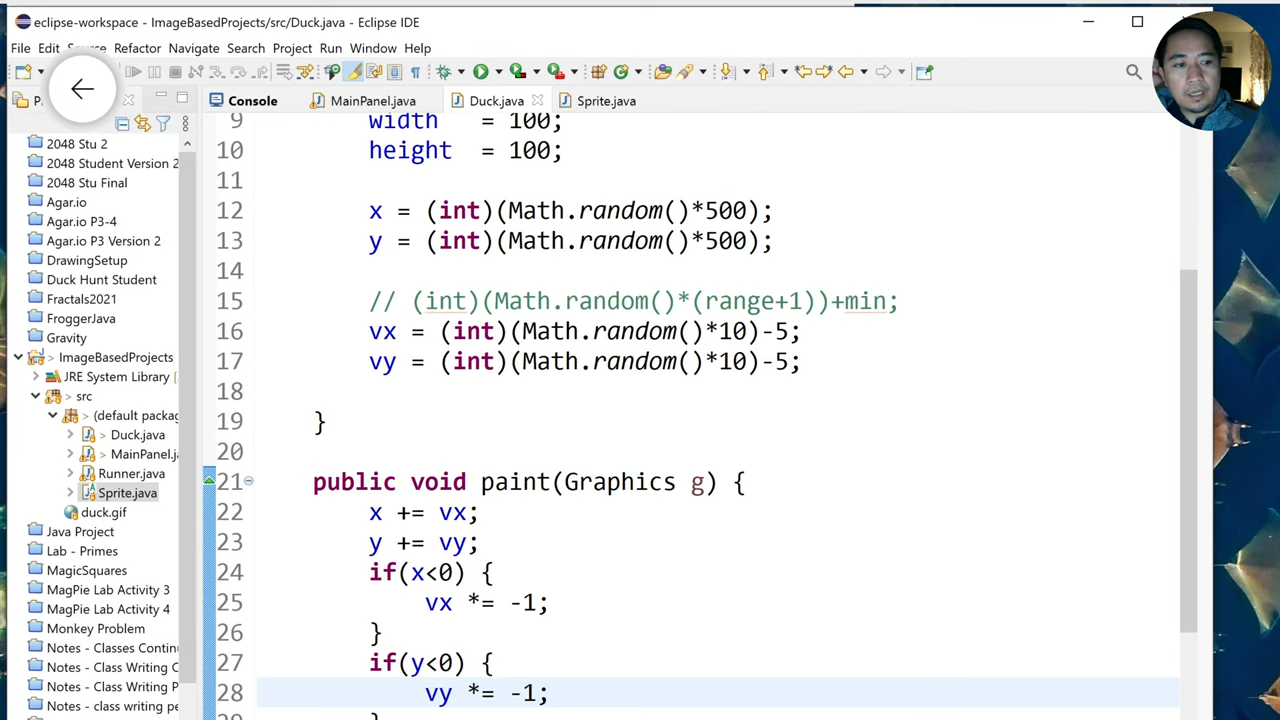 eclipse-workspace - ImageBasedProjects/src/Duck.java - Eclipse IDE
File Edit Source Refactor Navigate Search Project Run Window Help
P
Console MainPanel.java Duck.java Sprite.java
2048 Stu 2
2048 Student Version 2
2048 Stu Final
Agar.io
Agar.io P3-4
Agar.io P3 Version 2
DrawingSetup
Duck Hunt Student
Fractals2021
FroggerJava
Gravity
> ImageBasedProjects
JRE System Library [
> src
> (default packag
> Duck.java
> MainPanel.j
Runner.java
Sprite.java
duck.gif
Java Project
Lab - Primes
MagicSquares
MagPie Lab Activity 3
MagPie Lab Activity 4
Monkey Problem
Notes - Classes Contin
Notes - Class Writing C
Notes - Class Writing P
Notes - class writing pe
9 width = 100;
10 height = 100;
11
12 x = (int)(Math.random()*500);
13 y = (int)(Math.random()*500);
14
15 // (int)(Math.random()*(range+1))+min;
16 vx = (int)(Math.random()*10)-5;
17 vy = (int)(Math.random()*10)-5;
18
19 }
20
21 public void paint(Graphics g) {
22 x += vx;
23 y += vy;
24 if(x<0) {
25 vx *= -1;
26 }
27 if(y<0) {
28 vy *= -1;